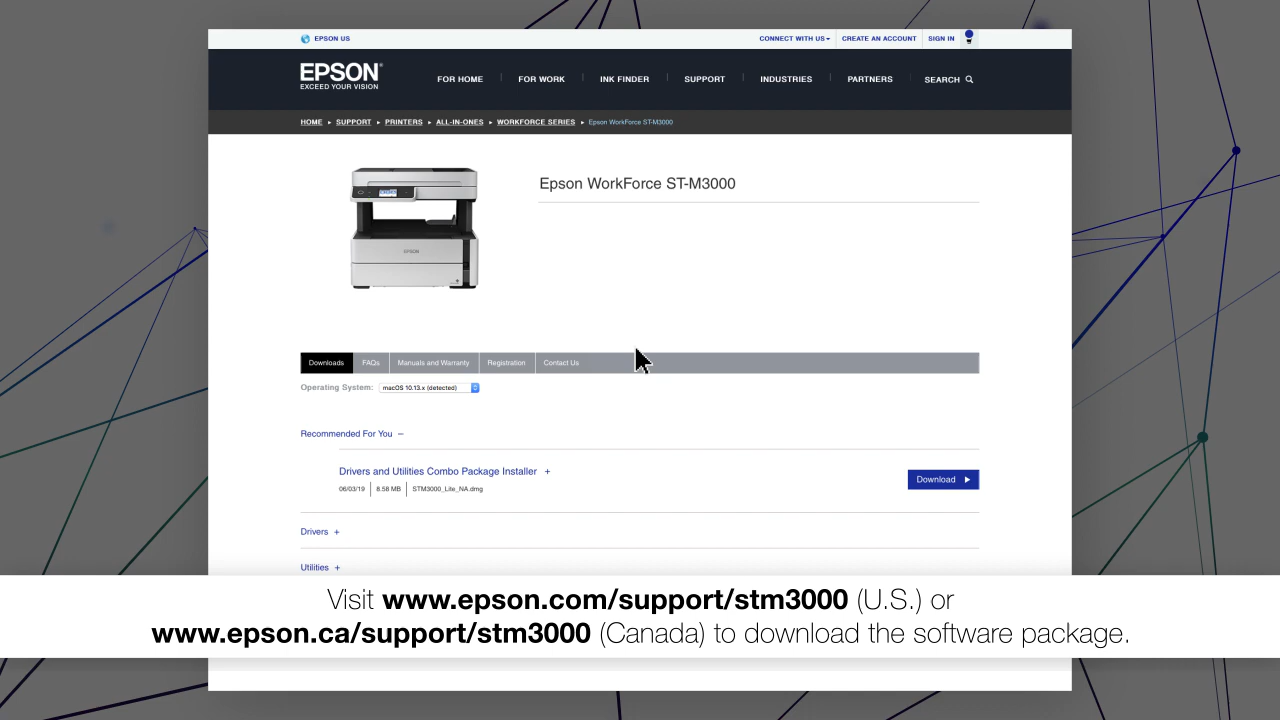 EPSON US
CONNECT WITH US CREATE AN ACCOUNT SIGN IN
EPSON®
EXCEED YOUR VISION
FOR HOME FOR WORK INK FINDER SUPPORT INDUSTRIES PARTNERS SEARCH
HOME SUPPORT PRINTERS ALL-IN-ONES WORKFORCE SERIES Epson WorkForce ST-M3000
Epson WorkForce ST-M3000
EPSON
Downloads FAQs Manuals and Warranty Registration Contact Us
Operating System: macOS 10.13.x (detected)
Recommended For You –
Drivers and Utilities Combo Package Installer +
06/03/19 | 8.58 MB | STM3000_Lite_NA.dmg
Download
Drivers +
Utilities +
Visit www.epson.com/support/stm3000 (U.S.) or
www.epson.ca/support/stm3000 (Canada) to download the software package.